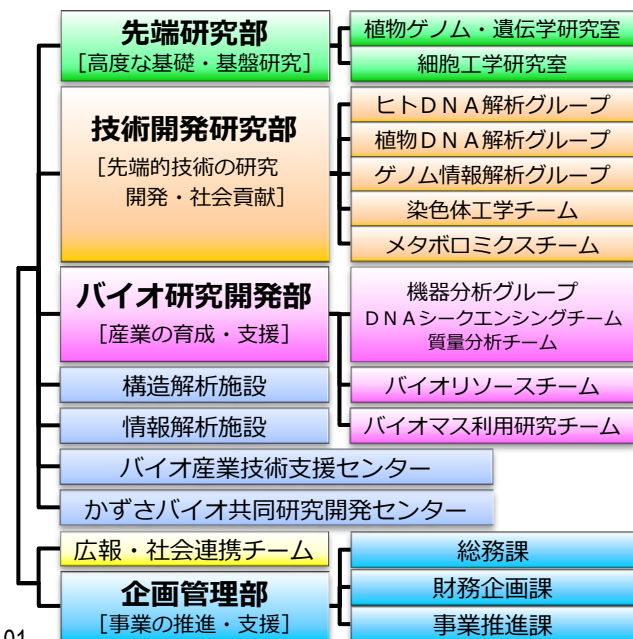 先端研究部
[高度な基礎・基盤研究]
植物ゲノム・遺伝学研究室
細胞工学研究室
技術開発研究部
[先端的技術の研究
開発・社会貢献]
ヒトＤＮＡ解析グループ
植物ＤＮＡ解析グループ
ゲノム情報解析グループ
染色体工学チーム
メタボロミクスチーム
バイオ研究開発部
[産業の育成・支援]
機器分析グループ
ＤＮＡシークエンシングチーム
質量分析チーム
バイオリソースチーム
バイオマス利用研究チーム
構造解析施設
情報解析施設
バイオ産業技術支援センター
かずさバイオ共同研究開発センター
広報・社会連携チーム
企画管理部
[事業の推進・支援]
総務課
財務企画課
事業推進課
01